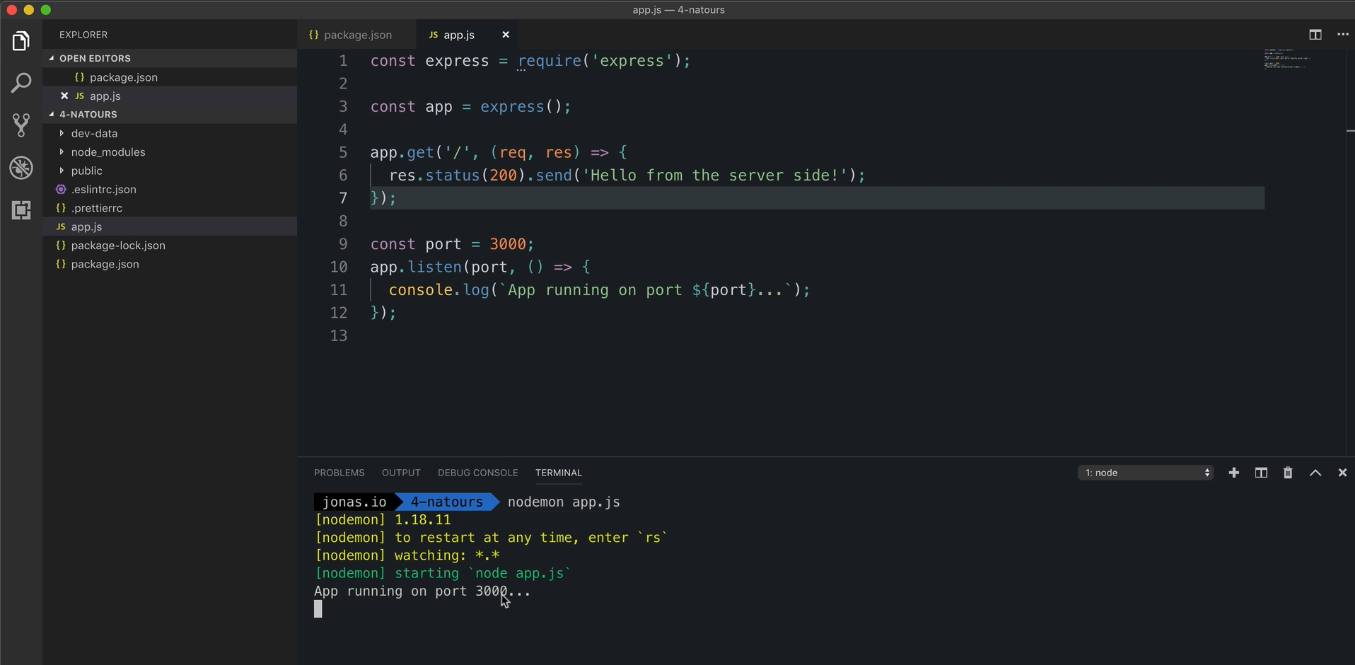 app.js — 4-natours
EXPLORER
OPEN EDITORS
{} package.json
JS app.js
4-NATOURS
dev-data
node_modules
public
.eslintrc.json
{} .prettierrc
JS app.js
{} package-lock.json
{} package.json
{} package.json
JS app.js
1 const express = require('express');
2
3 const app = express();
4
5 app.get('/', (req, res) => {
6 res.status(200).send('Hello from the server side!');
7 });
8
9 const port = 3000;
10 app.listen(port, () => {
11 console.log(`App running on port ${port}...`);
12 });
13
PROBLEMS OUTPUT DEBUG CONSOLE TERMINAL
1: node
jonas.io 4-natours nodemon app.js
[nodemon] 1.18.11
[nodemon] to restart at any time, enter `rs`
[nodemon] watching: *.*
[nodemon] starting `node app.js`
App running on port 3000...